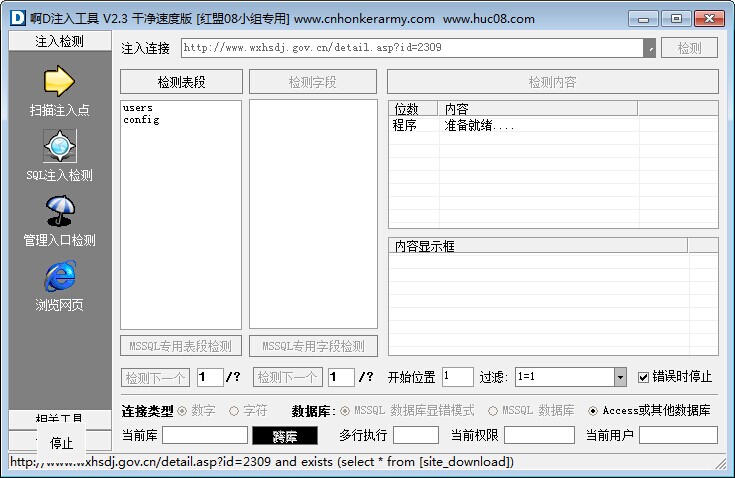 啊D注入工具 V2.3 干净速度版 [红盟08小组专用] www.cnhonkerarmy.com www.huc08.com
注入检测
注入连接 http://www.wxhsdj.gov.cn/detail.asp?id=2309 检测
扫描注入点
SQL注入检测
管理入口检测
浏览网页
检测表段 检测字段 检测内容
users
config
位数 内容
程序 准备就绪....
内容显示框
MSSQL专用表段检测 MSSQL专用字段检测
检测下一个 1 /? 检测下一个 1 /? 开始位置 1 过滤: 1=1 错误时停止
连接类型 数字 字符 数据库: MSSQL 数据库显错模式 MSSQL 数据库 Access或其他数据库
相关工具
停止
当前库 跨库 多行执行 当前权限 当前用户
http://www.wxhsdj.gov.cn/detail.asp?id=2309 and exists (select * from [site_download])